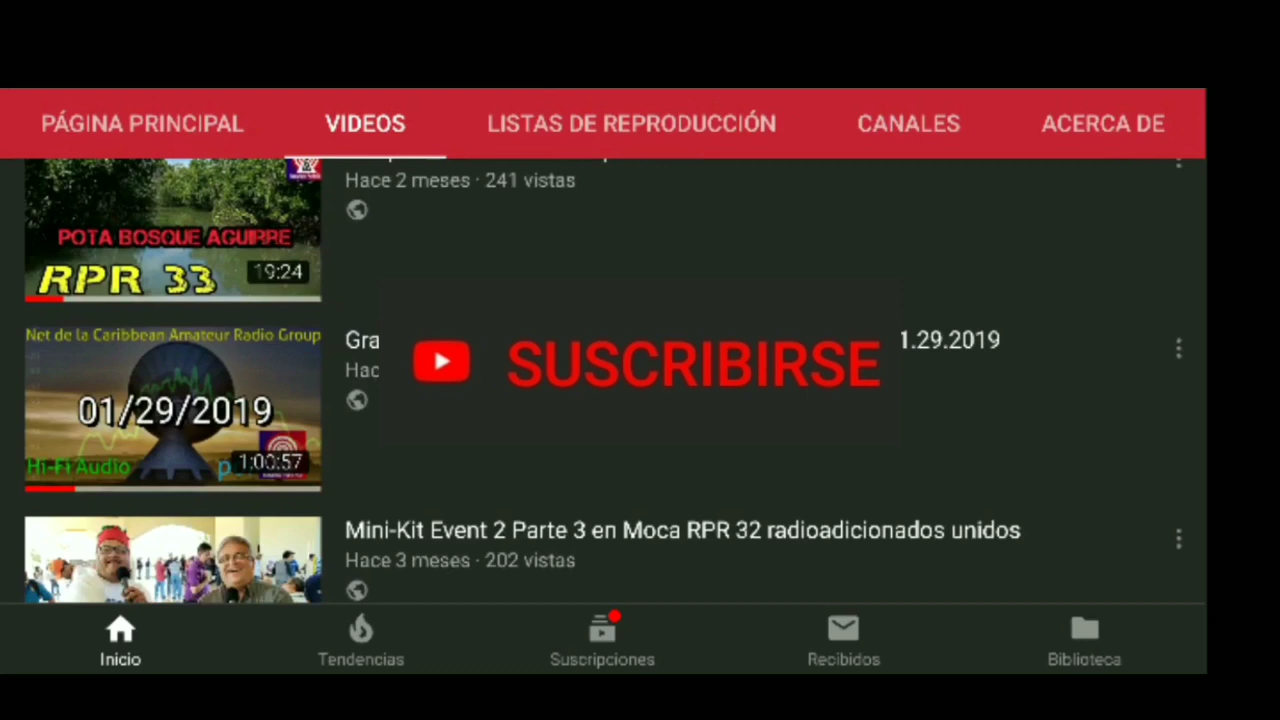 PÁGINA PRINCIPAL VIDEOS LISTAS DE REPRODUCCIÓN CANALES ACERCA DE
Hace 2 meses · 241 vistas
POTA BOSQUE AGUIRRE
RPR 33 19:24
Net de la Caribbean Amateur Radio Group
01/29/2019
Hi-Fi Audio 1:00:57
Gra 1.29.2019
Hac
SUSCRIBIRSE
Mini-Kit Event 2 Parte 3 en Moca RPR 32 radioadicionados unidos
Hace 3 meses · 202 vistas
Inicio Tendencias Suscripciones Recibidos Biblioteca